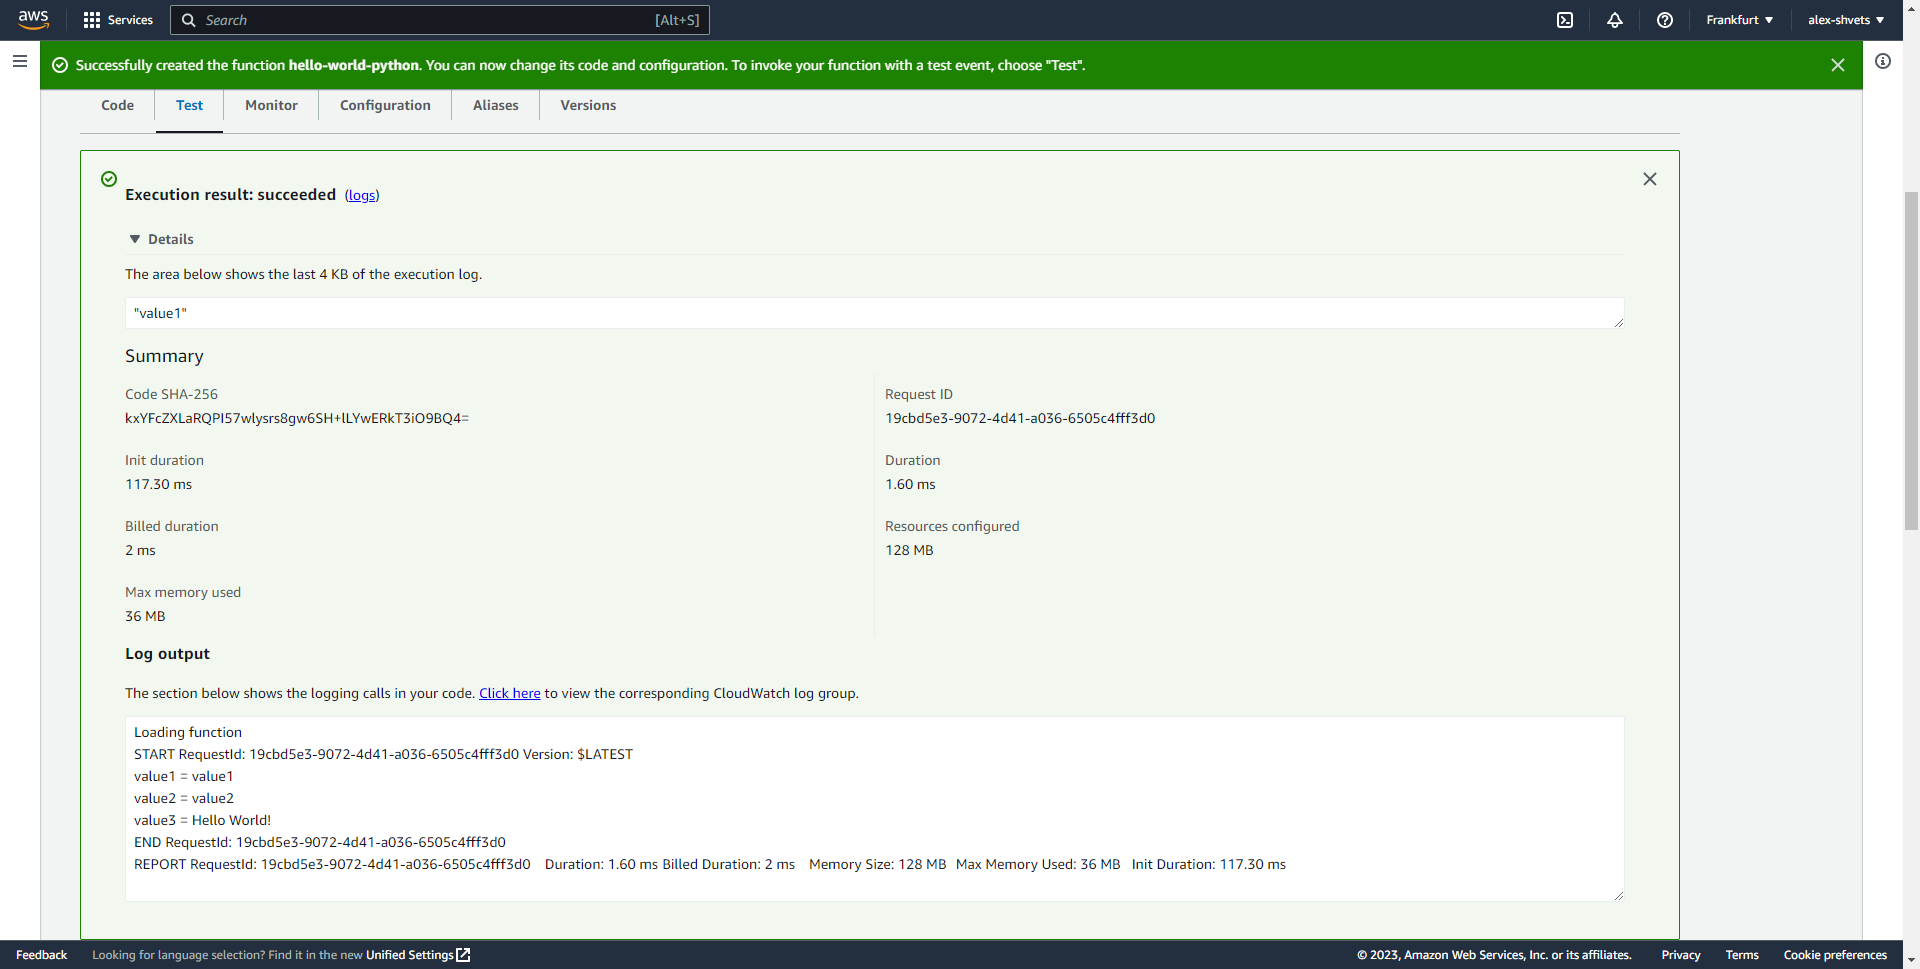 aws Services Search [Alt+S] Frankfurt ▼ alex-shvets ▼
Successfully created the function hello-world-python. You can now change its code and configuration. To invoke your function with a test event, choose "Test".
Code Test Monitor Configuration Aliases Versions
Execution result: succeeded (logs)
▼ Details
The area below shows the last 4 KB of the execution log.
"value1"
Summary
Code SHA-256 Request ID
kxYFcZXLaRQPI57wlysrs8gw6SH+lLYwERkT3iO9BQ4= 19cbd5e3-9072-4d41-a036-6505c4fff3d0
Init duration Duration
117.30 ms 1.60 ms
Billed duration Resources configured
2 ms 128 MB
Max memory used
36 MB
Log output
The section below shows the logging calls in your code. Click here to view the corresponding CloudWatch log group.
Loading function
START RequestId: 19cbd5e3-9072-4d41-a036-6505c4fff3d0 Version: $LATEST
value1 = value1
value2 = value2
value3 = Hello World!
END RequestId: 19cbd5e3-9072-4d41-a036-6505c4fff3d0
REPORT RequestId: 19cbd5e3-9072-4d41-a036-6505c4fff3d0 Duration: 1.60 ms Billed Duration: 2 ms Memory Size: 128 MB Max Memory Used: 36 MB Init Duration: 117.30 ms
Feedback Looking for language selection? Find it in the new Unified Settings © 2023, Amazon Web Services, Inc. or its affiliates. Privacy Terms Cookie preferences